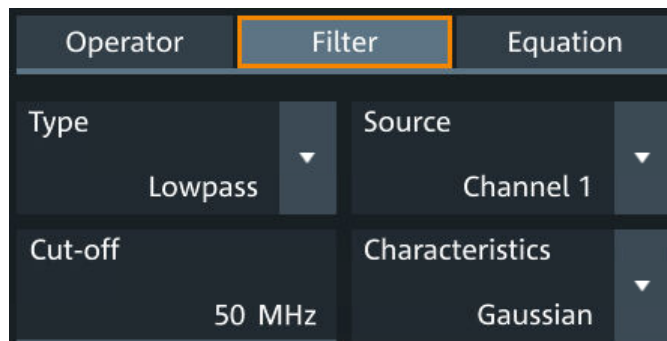 Operator Filter Equation
Type Source
Lowpass Channel 1
Cut-off Characteristics
50 MHz Gaussian